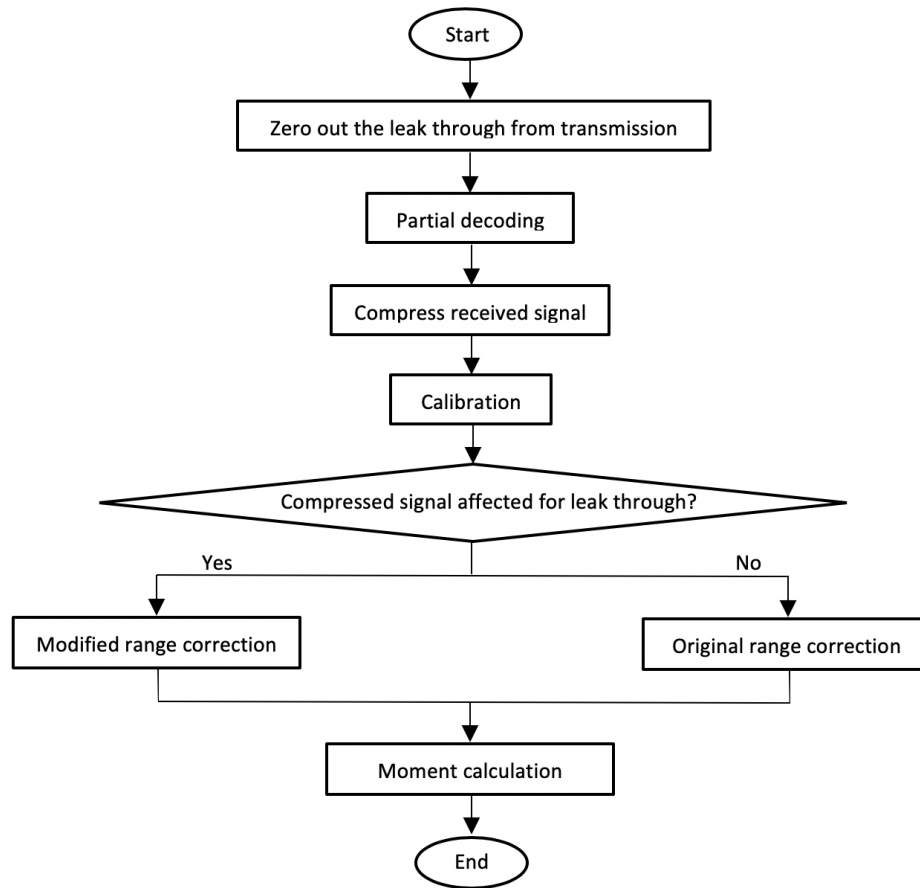 Start
Zero out the leak through from transmission
Partial decoding
Compress received signal
Calibration
Compressed signal affected for leak through?
Yes
No
Modified range correction
Original range correction
Moment calculation
End